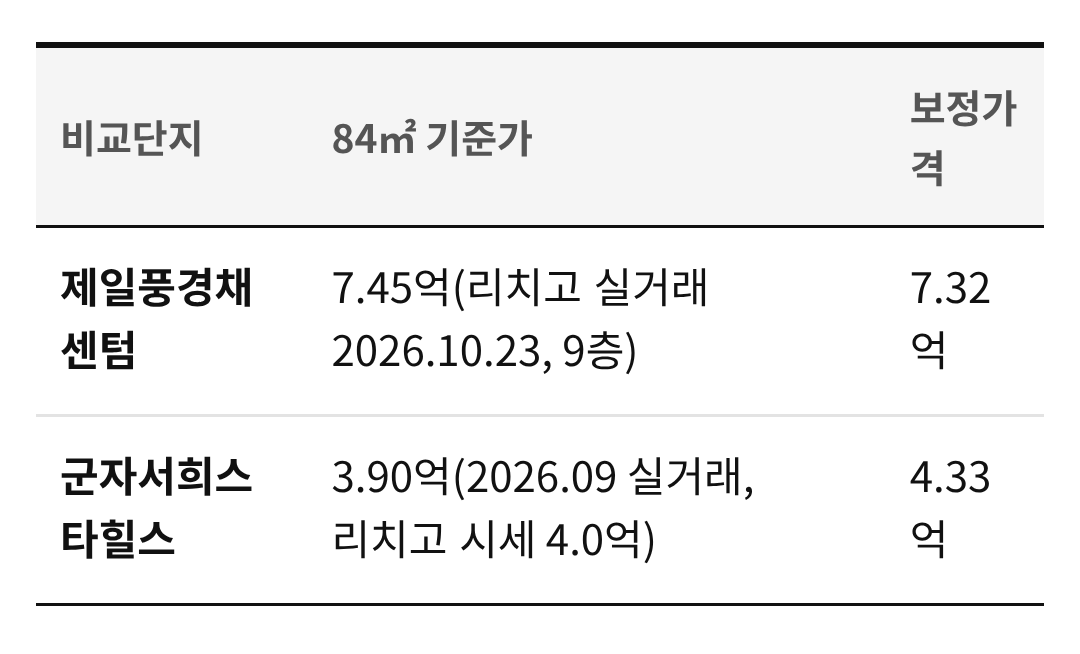 비교단지 84㎡ 기준가 보정가
격
제일풍경채 7.45억(리치고 실거래 7.32
센텀 2026.10.23, 9층) 억
군자서희스 3.90억(2026.09 실거래, 4.33
타힐스 리치고 시세 4.0억) 억